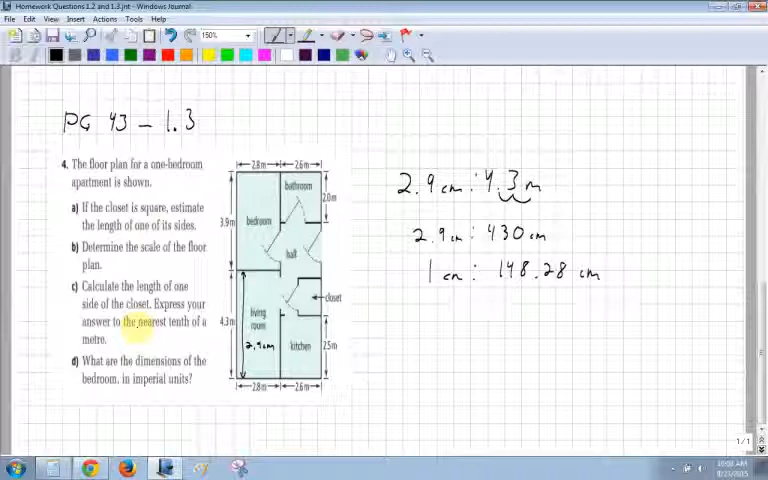 Homework Questions 1.2 and 1.3.jnt - Windows Journal
File Edit View Insert Actions Tools Help
150%
PG 43 - 1.3
4. The floor plan for a one-bedroom
apartment is shown.
a) If the closet is square, estimate
the length of one of its sides.
b) Determine the scale of the floor
plan.
c) Calculate the length of one
side of the closet. Express your
answer to the nearest tenth of a
metre.
d) What are the dimensions of the
bedroom, in imperial units?
2.8 m 2.6 m
bathroom
2.0 m
3.9 m
bedroom
hall
closet
4.3 m
living
room
2.9cm
kitchen
2.5 m
2.8 m 2.6 m
2.9 cm : 4.3 m
2.9 cm : 430 cm
1 cm : 148.28 cm
1 / 1
10:02 AM
9/23/2015